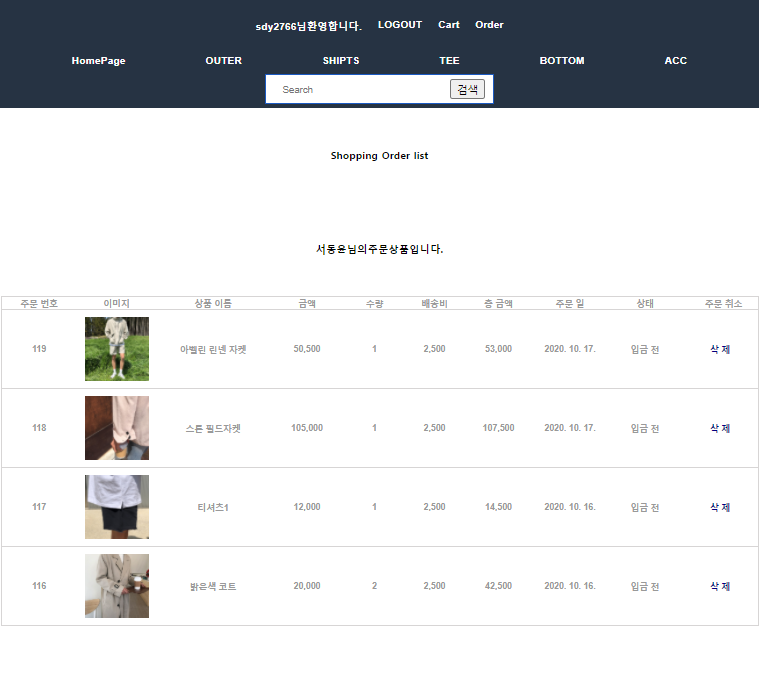 sdy2766님환영합니다. LOGOUT Cart Order
HomePage OUTER SHIPTS TEE BOTTOM ACC
Search 검색
Shopping Order list
서동윤님의주문상품입니다.
주문 번호 이미지 상품 이름 금액 수량 배송비 총 금액 주문 일 상태 주문 취소
119 아벨린 린넨 자켓 50,500 1 2,500 53,000 2020. 10. 17. 입금 전 삭 제
118 스톤 필드자켓 105,000 1 2,500 107,500 2020. 10. 17. 입금 전 삭 제
117 티셔츠1 12,000 1 2,500 14,500 2020. 10. 16. 입금 전 삭 제
116 밝은색 코트 20,000 2 2,500 42,500 2020. 10. 16. 입금 전 삭 제